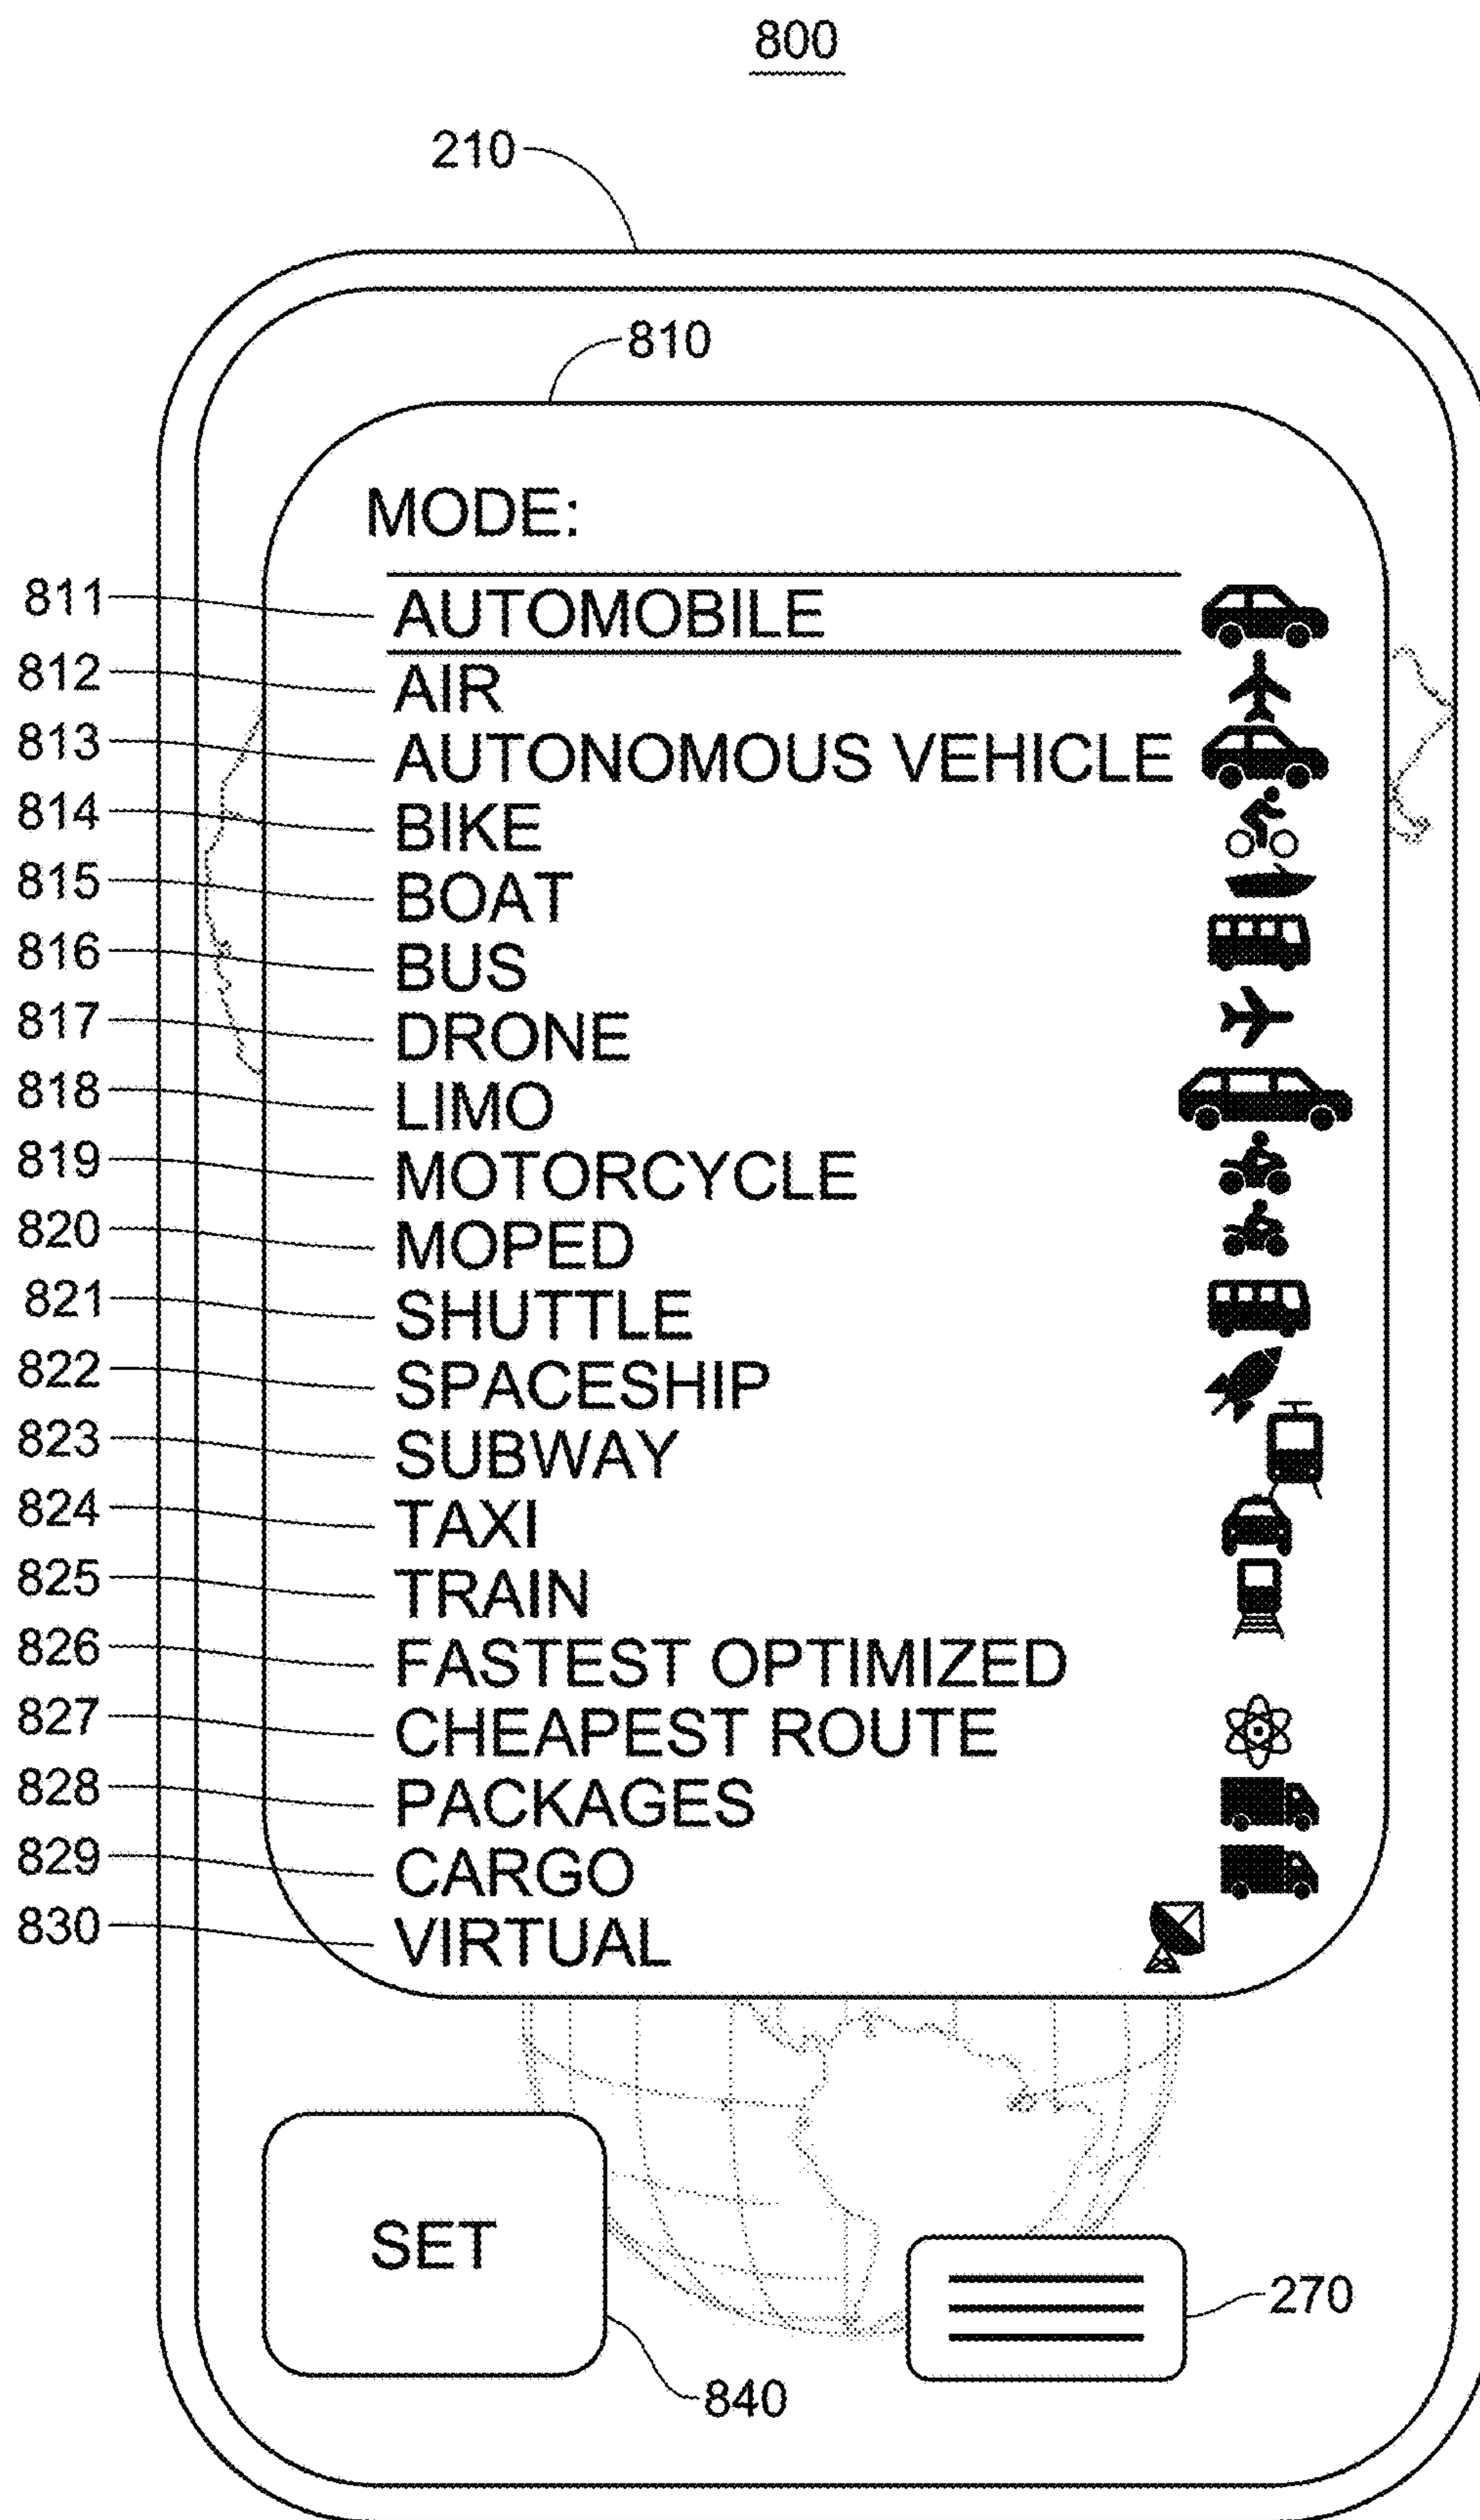 800
210
810
MODE:
811 AUTOMOBILE
812 AIR
813 AUTONOMOUS VEHICLE
814 BIKE
815 BOAT
816 BUS
817 DRONE
818 LIMO
819 MOTORCYCLE
820 MOPED
821 SHUTTLE
822 SPACESHIP
823 SUBWAY
824 TAXI
825 TRAIN
826 FASTEST OPTIMIZED
827 CHEAPEST ROUTE
828 PACKAGES
829 CARGO
830 VIRTUAL
SET
270
840